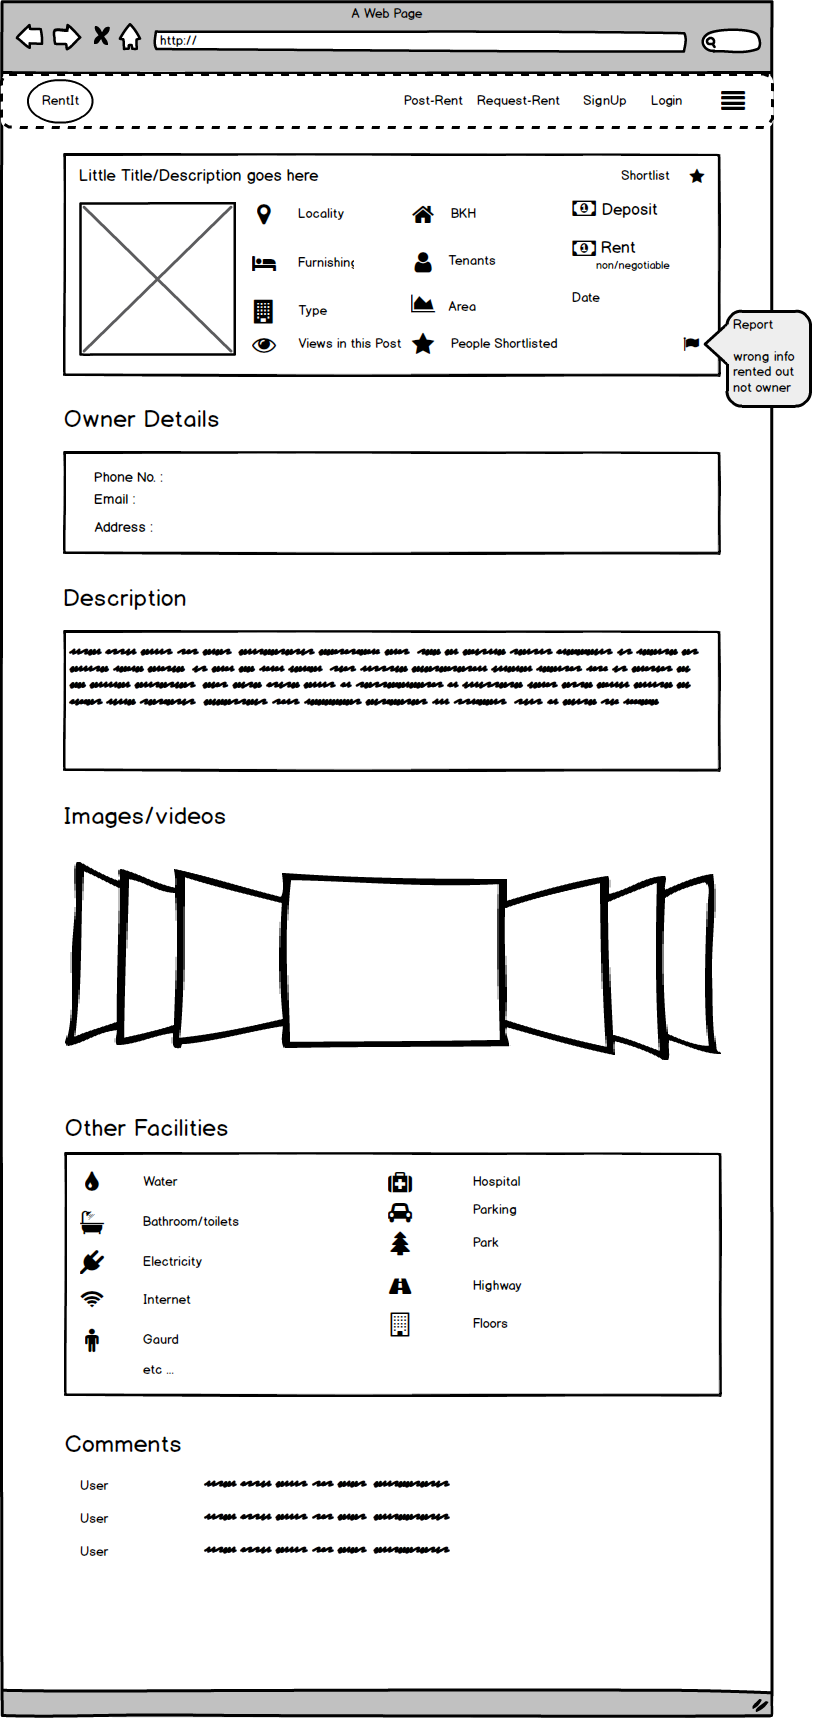 A Web Page
http://
RentIt
Post-Rent Request-Rent SignUp Login
Little Title/Description goes here
Shortlist
Locality
BKH
Deposit
Furnishing
Tenants
Rent
non/negotiable
Type
Area
Date
Views in this Post
People Shortlisted
Report
wrong info
rented out
not owner
Owner Details
Phone No. :
Email :
Address :
Description
Images/videos
Other Facilities
Water
Hospital
Bathroom/toilets
Parking
Electricity
Park
Internet
Highway
Gaurd
Floors
etc ...
Comments
User
User
User